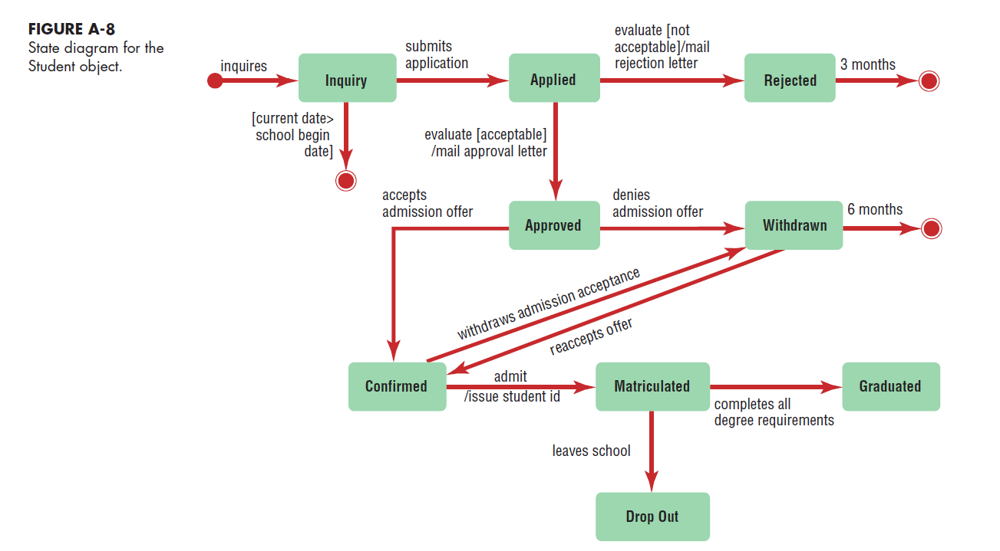 FIGURE A-8
State diagram for the
Student object.
inquires
Inquiry
submits
application
Applied
evaluate [not
acceptable]/mail
rejection letter
Rejected
3 months
[current date>
school begin
date]
evaluate [acceptable]
/mail approval letter
accepts
admission offer
Approved
denies
admission offer
Withdrawn
6 months
withdraws admission acceptance
reaccepts offer
Confirmed
admit
/issue student id
Matriculated
completes all
degree requirements
Graduated
leaves school
Drop Out